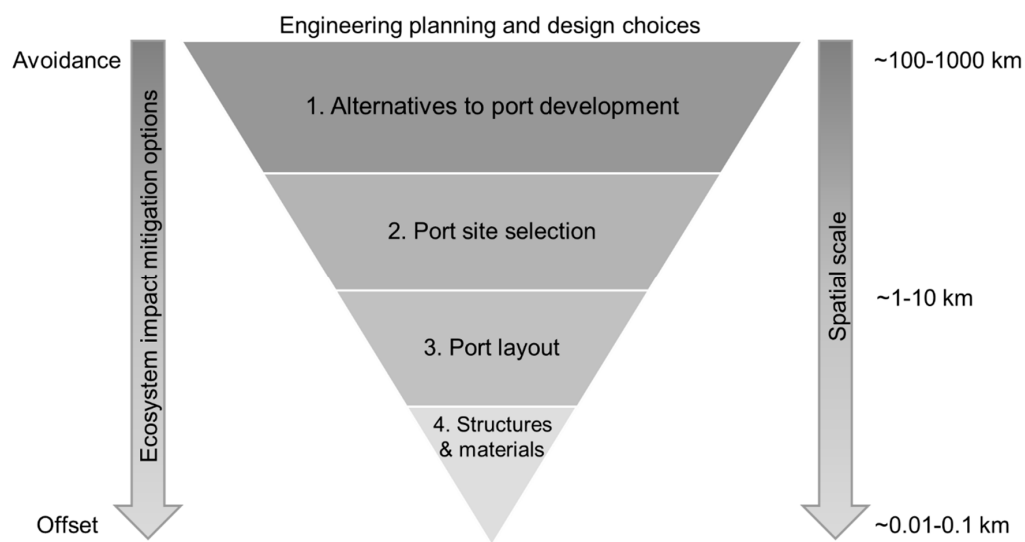 Engineering planning and design choices
Avoidance
~100-1000 km
1. Alternatives to port development
Ecosystem impact mitigation options
2. Port site selection
Spatial scale
~1-10 km
3. Port layout
4. Structures
& materials
Offset
~0.01-0.1 km